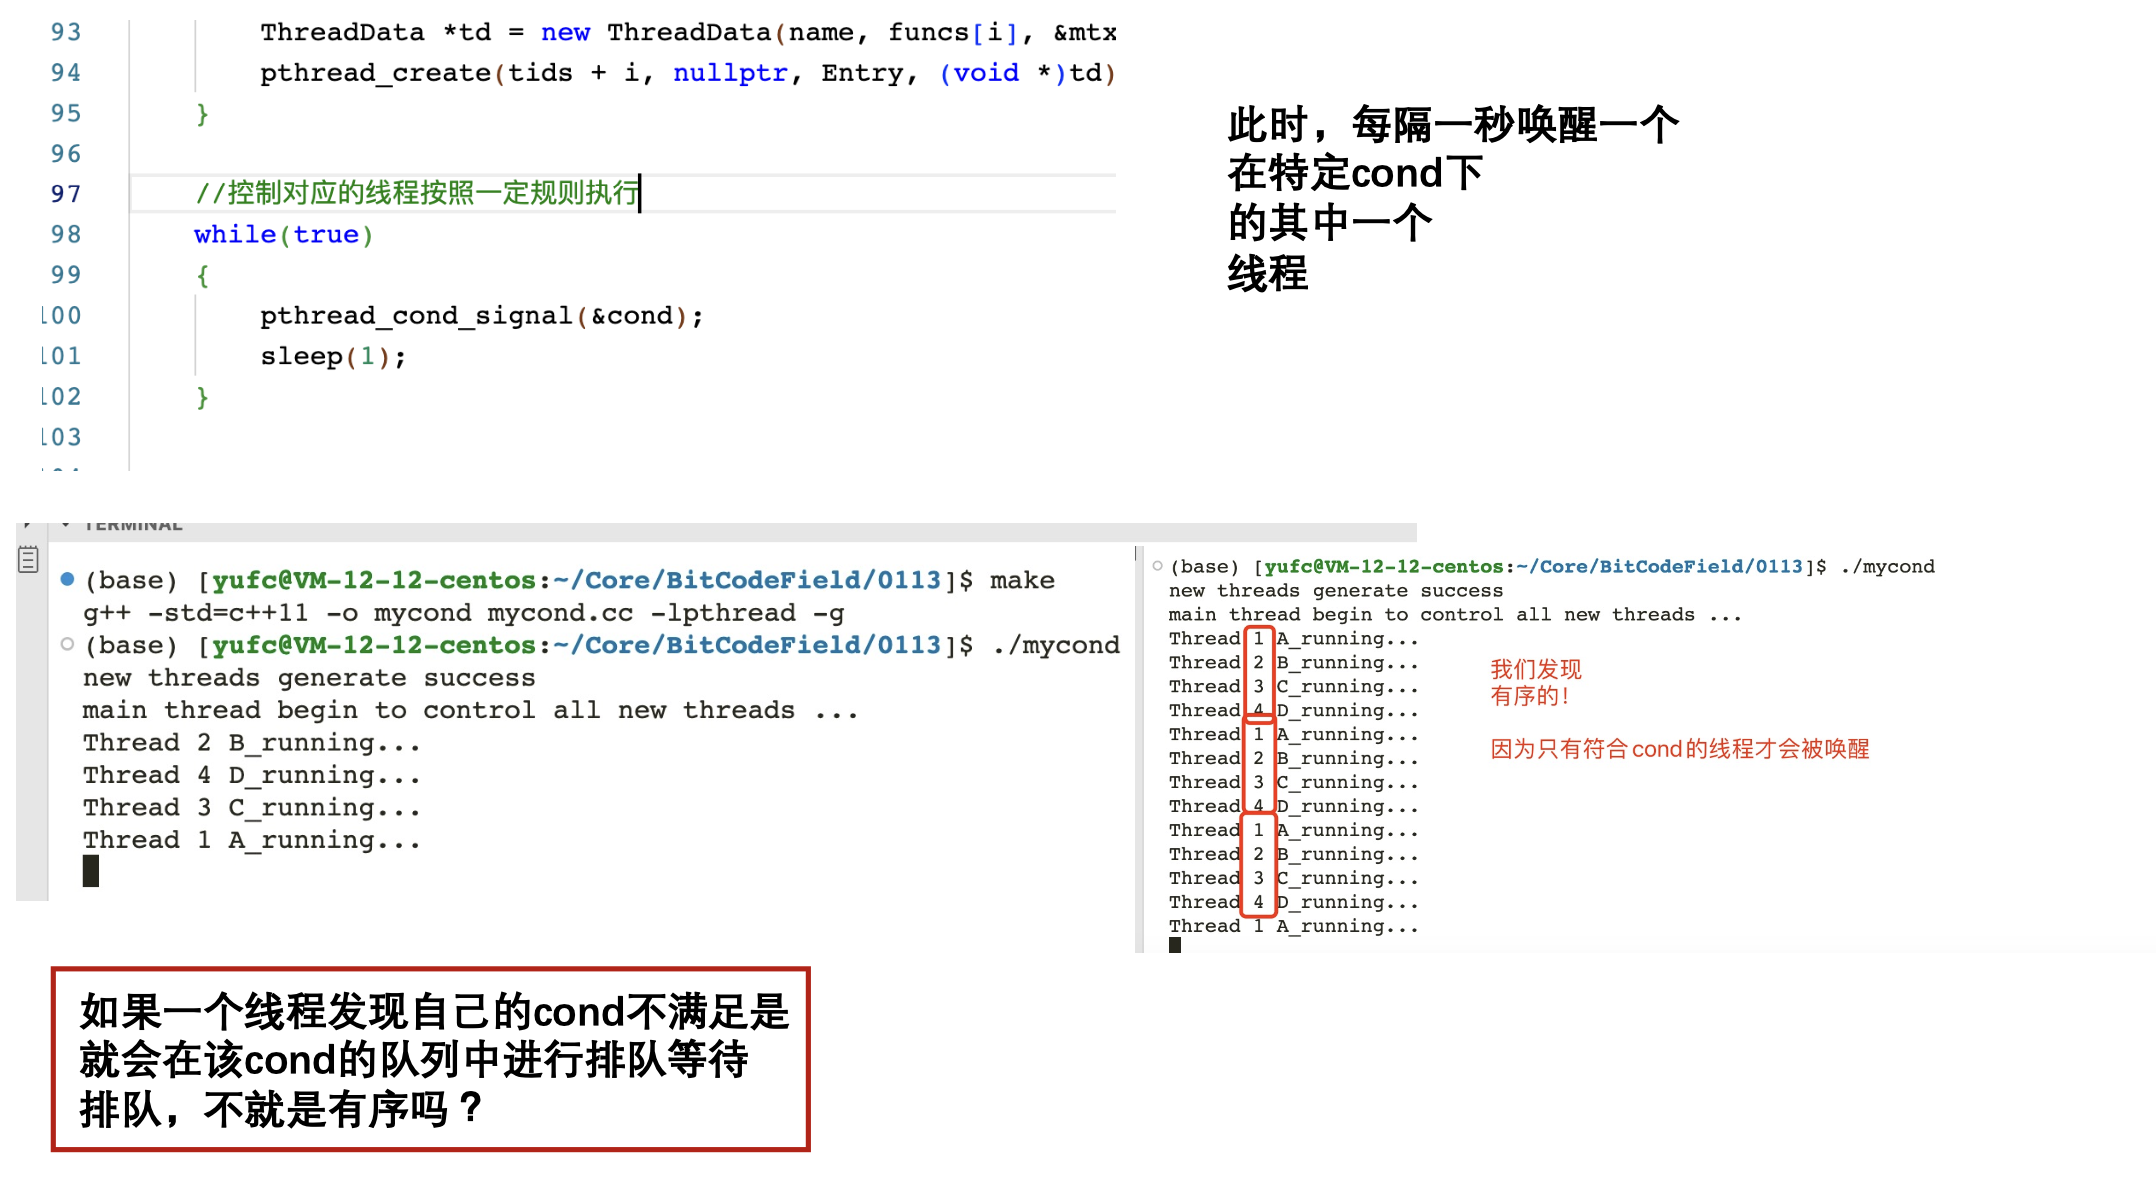 93 ThreadData *td = new ThreadData(name, funcs[i], &mtx
94 pthread_create(tids + i, nullptr, Entry, (void *)td)
95 }
96
97 //控制对应的线程按照一定规则执行
98 while(true)
99 {
100 pthread_cond_signal(&cond);
101 sleep(1);
102 }
103
此时，每隔一秒唤醒一个
在特定cond下
的其中一个
线程
TERMINAL
(base) [yufc@VM-12-12-centos:~/Core/BitCodeField/0113]$ make
g++ -std=c++11 -o mycond mycond.cc -lpthread -g
(base) [yufc@VM-12-12-centos:~/Core/BitCodeField/0113]$ ./mycond
new threads generate success
main thread begin to control all new threads ...
Thread 2 B_running...
Thread 4 D_running...
Thread 3 C_running...
Thread 1 A_running...
(base) [yufc@VM-12-12-centos:~/Core/BitCodeField/0113]$ ./mycond
new threads generate success
main thread begin to control all new threads ...
Thread 1 A_running...
Thread 2 B_running...
Thread 3 C_running...
Thread 4 D_running...
Thread 1 A_running...
Thread 2 B_running...
Thread 3 C_running...
Thread 4 D_running...
Thread 1 A_running...
Thread 2 B_running...
Thread 3 C_running...
Thread 4 D_running...
Thread 1 A_running...
我们发现
有序的！
因为只有符合cond的线程才会被唤醒
如果一个线程发现自己的cond不满足是
就会在该cond的队列中进行排队等待
排队，不就是有序吗？